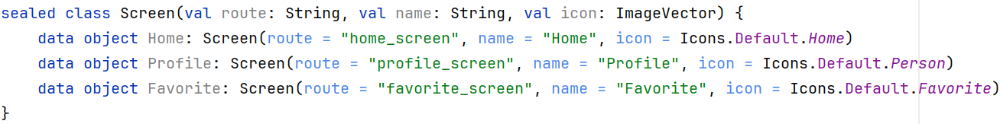 sealed class Screen(val route: String, val name: String, val icon: ImageVector) {
    data object Home: Screen(route = "home_screen", name = "Home", icon = Icons.Default.Home)
    data object Profile: Screen(route = "profile_screen", name = "Profile", icon = Icons.Default.Person)
    data object Favorite: Screen(route = "favorite_screen", name = "Favorite", icon = Icons.Default.Favorite)
}